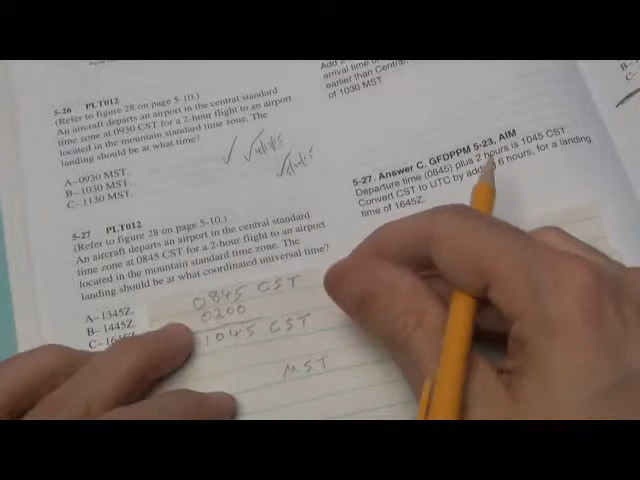 5-26 PLT012
(Refer to figure 28 on page 5-10.)
An aircraft departs an airport in the central standard
time zone at 0930 CST for a 2-hour flight to an airport
located in the mountain standard time zone. The
landing should be at what time?
A–0930 MST.
B–1030 MST.
C–1130 MST.
5-27 PLT012
(Refer to figure 28 on page 5-10.)
An aircraft departs an airport in the central standard
time zone at 0845 CST for a 2-hour flight to an airport
located in the mountain standard time zone. The
landing should be at what coordinated universal time?
A–1345Z.
B–1445Z.
0845 CST
0200
1045 CST
MST
Add 2
arrival time of
earlier than Central
of 1030 MST
5-27. Answer C. GFDPPM 5-23, AIM
Departure time (0845) plus 2 hours is 1045 CST.
Convert CST to UTC by 6 hours, for a landing
time of 1645Z.
B–
C–